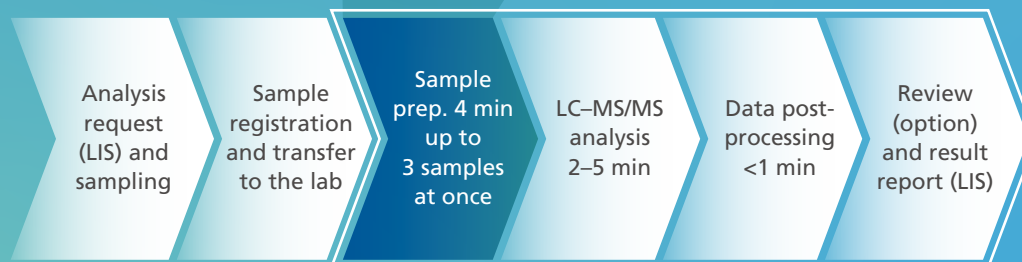 Analysis
request
(LIS) and
sampling
Sample
registration
and transfer
to the lab
Sample
prep. 4 min
up to
3 samples
at once
LC–MS/MS
analysis
2–5 min
Data post-
processing
<1 min
Review
(option)
and result
report (LIS)